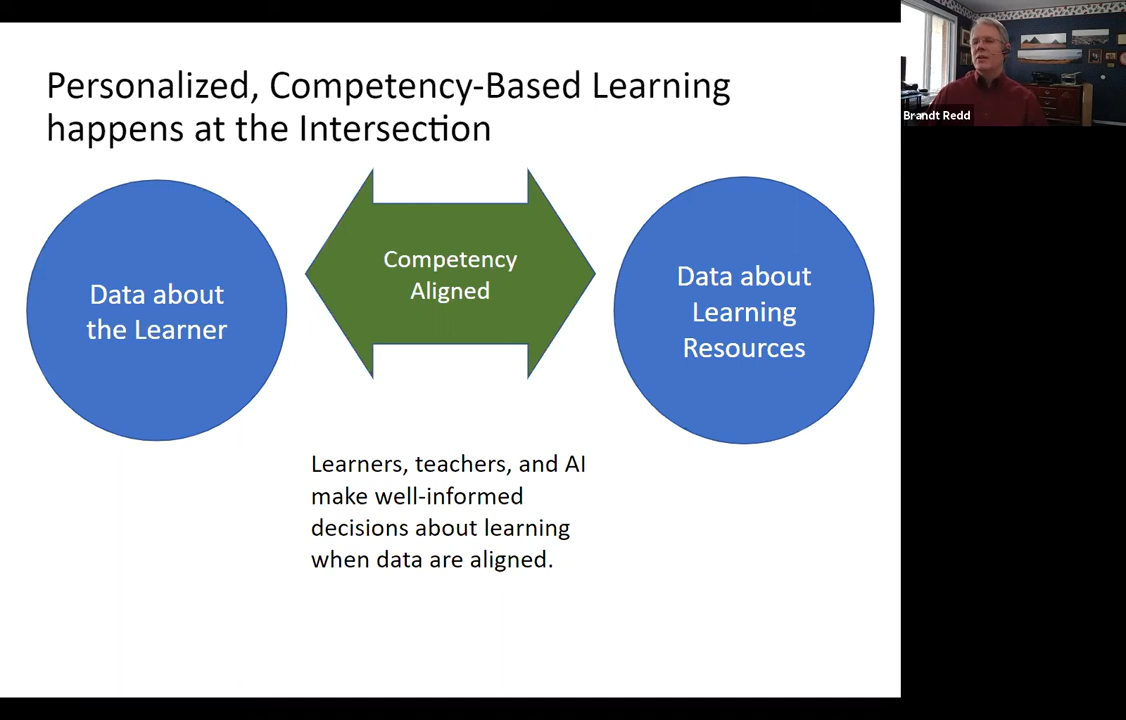 Personalized, Competency-Based Learning
happens at the Intersection
Brandt Redd
Data about
the Learner
Competency
Aligned
Data about
Learning
Resources
Learners, teachers, and AI
make well-informed
decisions about learning
when data are aligned.